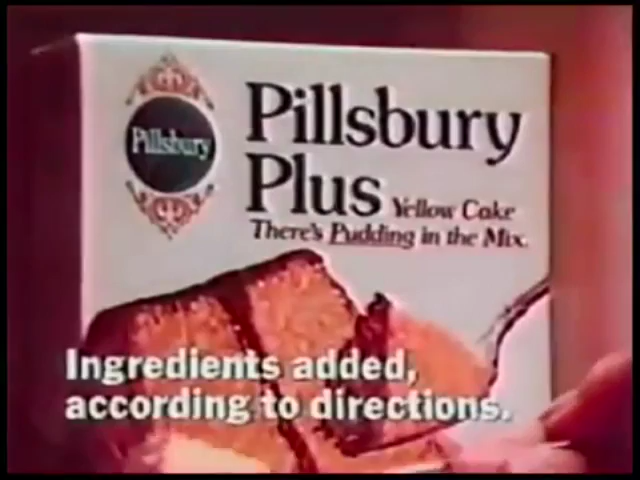 Pillsbury
Pillsbury
Plus Yellow Cake
There's Pudding in the Mix.
Ingredients added,
according to directions.